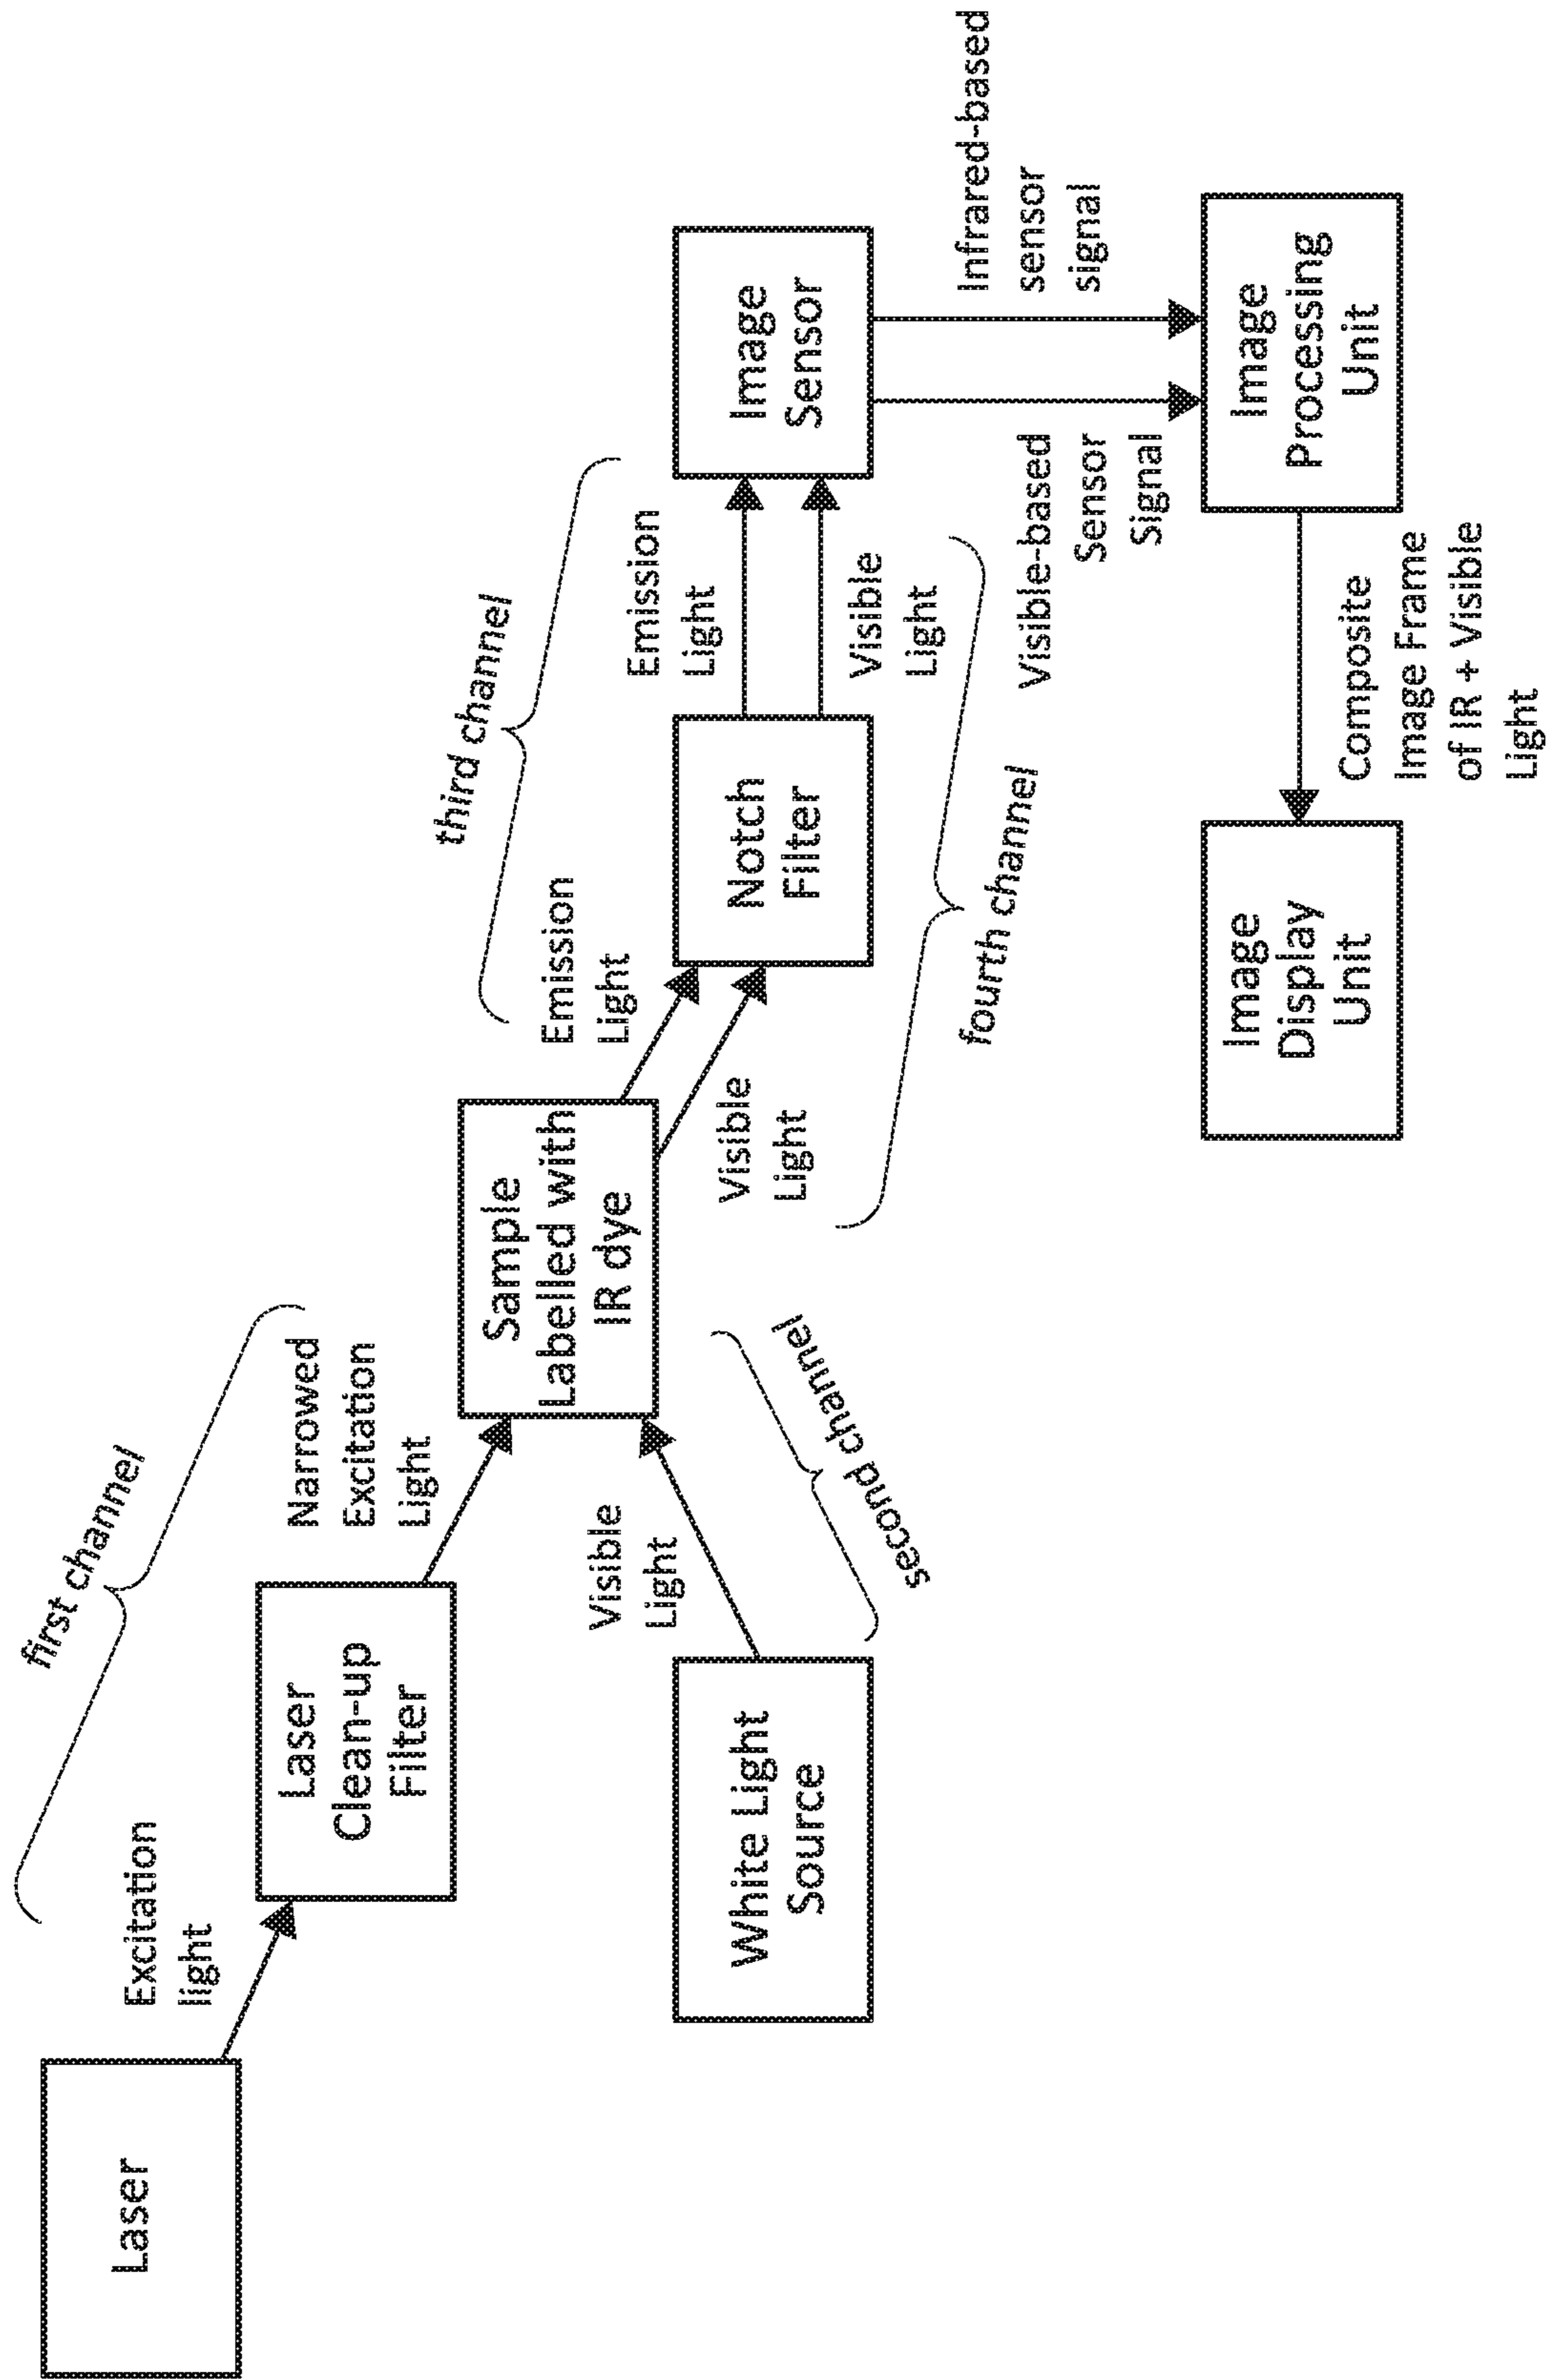 first channel
Excitation
light
Narrowed
Excitation
Light
Laser
Laser
Clean-up
Filter
third channel
Sample
Labelled with
IR dye
Emission
Light
Emission
Light
Visible
Light
White Light
Source
Notch
Filter
Image
Sensor
second channel
Visible
Light
Visible
Light
fourth channel
Visible-based
Sensor
Signal
Infrared-based
sensor
signal
Image
Display
Unit
Image
Processing
Unit
Composite
Image Frame
of IR + Visible
Light